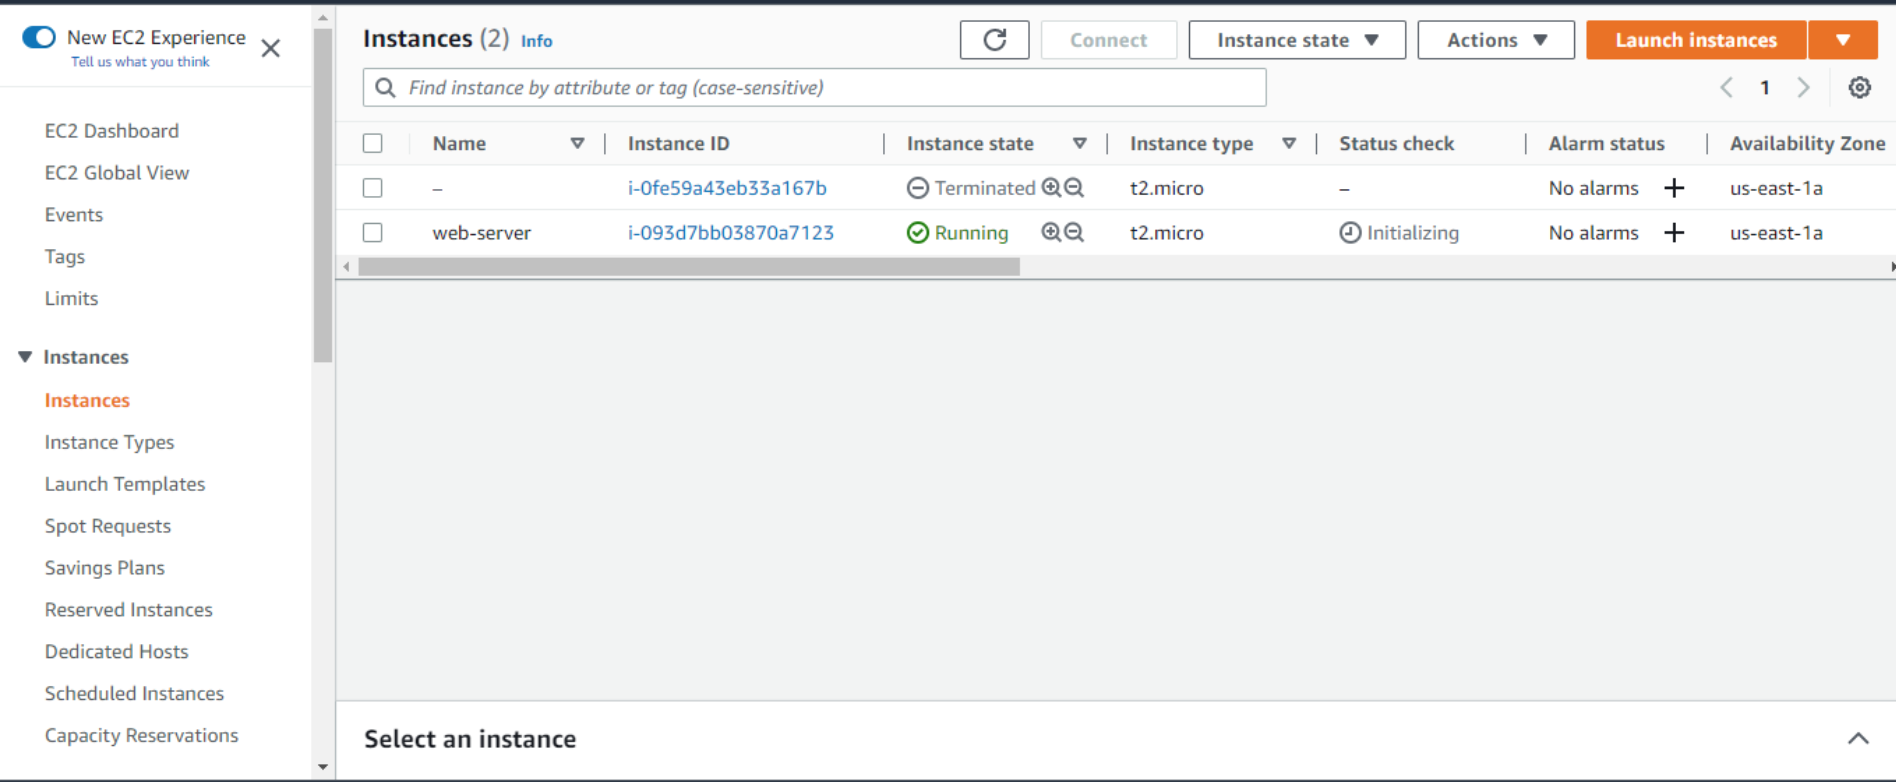 New EC2 Experience
Tell us what you think
EC2 Dashboard
EC2 Global View
Events
Tags
Limits
Instances
Instances
Instance Types
Launch Templates
Spot Requests
Savings Plans
Reserved Instances
Dedicated Hosts
Scheduled Instances
Capacity Reservations
Instances (2) Info
Connect Instance state Actions Launch instances
Find instance by attribute or tag (case-sensitive) 1
Name Instance ID Instance state Instance type Status check Alarm status Availability Zone
– i-0fe59a43eb33a167b Terminated t2.micro – No alarms + us-east-1a
web-server i-093d7bb03870a7123 Running t2.micro Initializing No alarms + us-east-1a
Select an instance